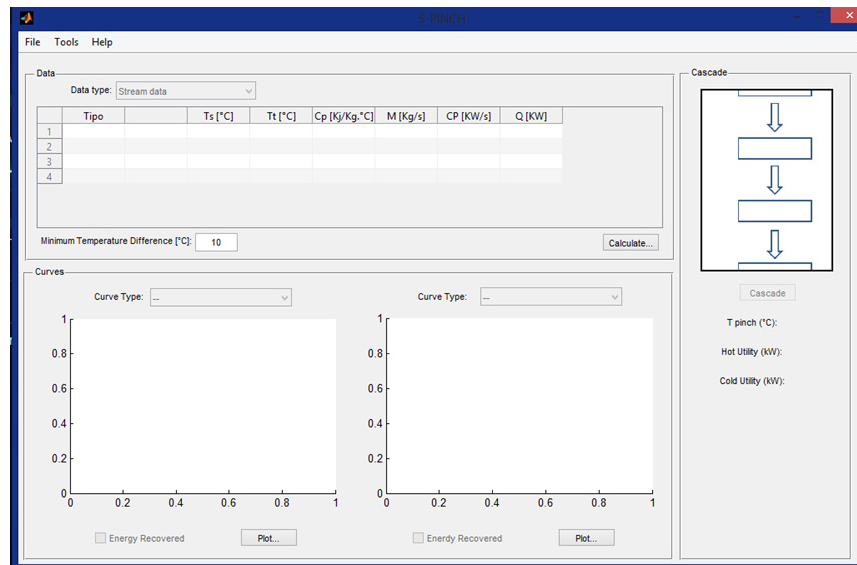 S-PINCH
File Tools Help
Data
Data type: Stream data
Tipo Ts [°C] Tt [°C] Cp [Kj/Kg.°C] M [Kg/s] CP [KW/s] Q [KW]
1
2
3
4
Minimum Temperature Difference [°C]: 10
Calculate...
Curves
Curve Type: --
1
0.8
0.6
0.4
0.2
0
0 0.2 0.4 0.6 0.8 1
Energy Recovered
Plot...
Curve Type: --
1
0.8
0.6
0.4
0.2
0
0 0.2 0.4 0.6 0.8 1
Enerdy Recovered
Plot...
Cascade
Cascade
T pinch (°C):
Hot Utility (kW):
Cold Utility (kW):